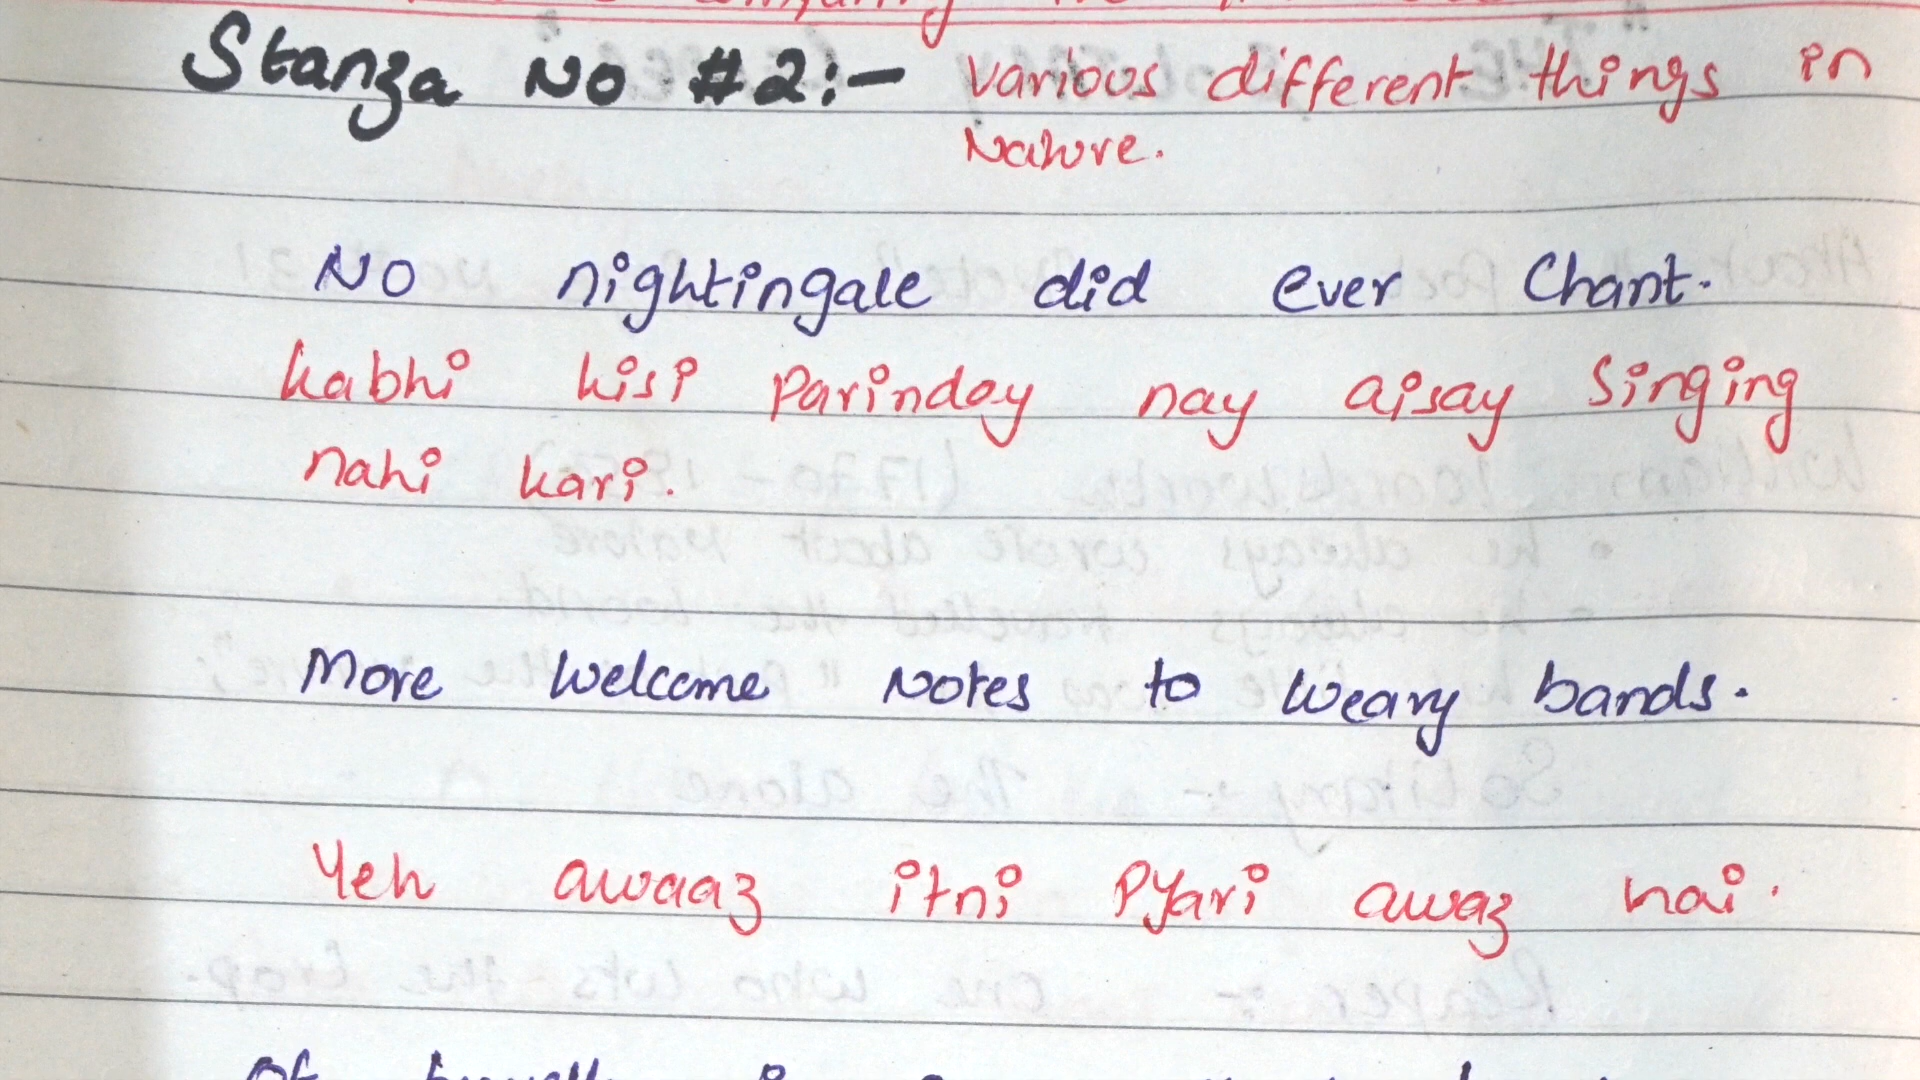 Stanza No #2:- various different things in
Nature.
No nightingale did ever Chant.
kabhi kisi Parinday nay aisay Singing
nahi kari.
More Welcome Notes to Weary bands.
Yeh awaaz itni Pyari awaz hai.